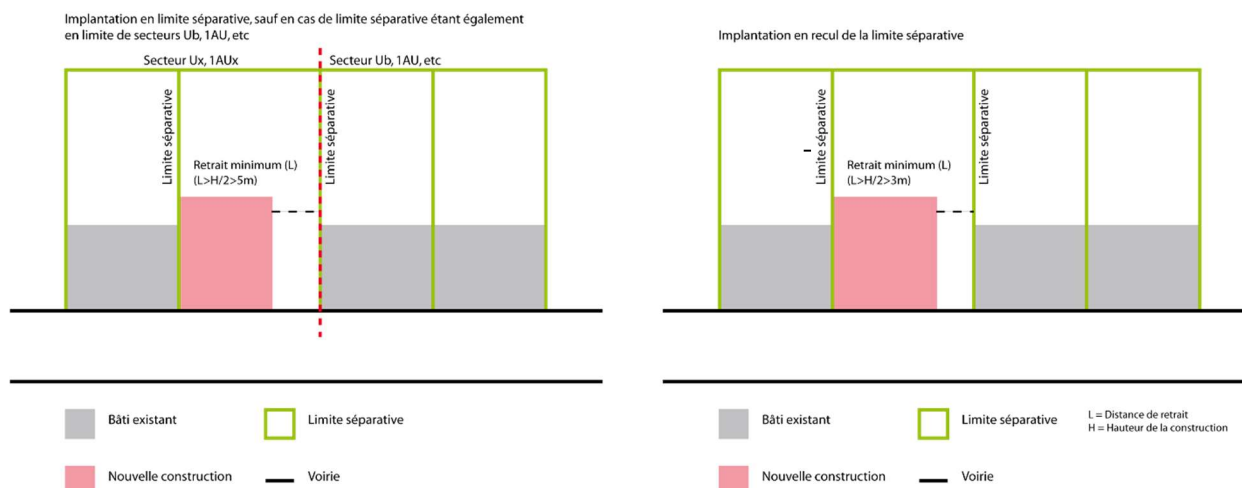 Implantation en limite séparative, sauf en cas de limite séparative étant également
en limite de secteurs Ub, 1AU, etc
Secteur Ux, 1AUx
Secteur Ub, 1AU, etc
Limite séparative
Limite séparative
Retrait minimum (L)
(L>H/2>5m)
Bâti existant
Limite séparative
Nouvelle construction
Voirie
Implantation en recul de la limite séparative
Limite séparative
Limite séparative
Retrait minimum (L)
(L>H/2>3m)
Bâti existant
Limite séparative
L = Distance de retrait
H = Hauteur de la construction
Nouvelle construction
Voirie